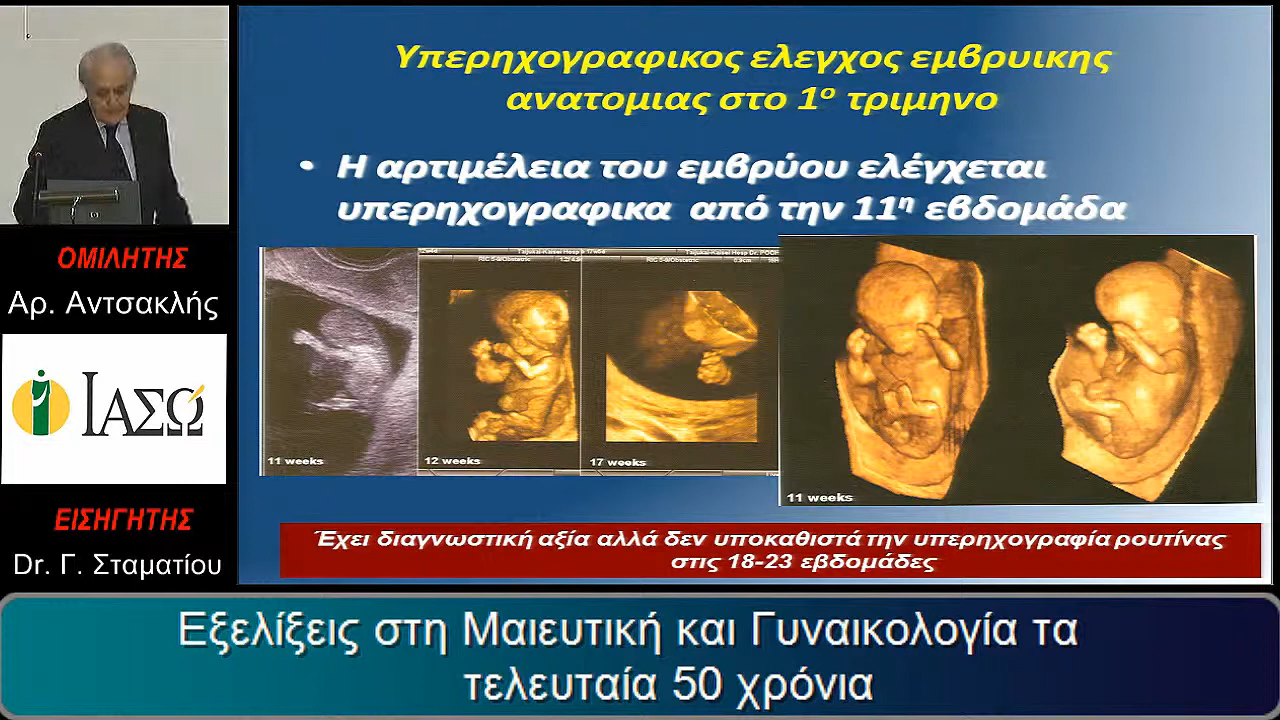 Υπερηχογραφικος ελεγχος εμβρυικης
ανατομιας στο 1ο τριμηνο
• Η αρτιμέλεια του εμβρύου ελέγχεται
υπερηχογραφικα από την 11η εβδομάδα
ΟΜΙΛΗΤΗΣ
Αρ. Αντσακλής
ΙΑΣΩ
ΕΙΣΗΓΗΤΗΣ
Dr. Γ. Σταματίου
11 weeks
12 weeks
17 weeks
11 weeks
Έχει διαγνωστική αξία αλλά δεν υποκαθιστά την υπερηχογραφία ρουτίνας
στις 18-23 εβδομάδες
Εξελίξεις στη Μαιευτική και Γυναικολογία τα
τελευταία 50 χρόνια